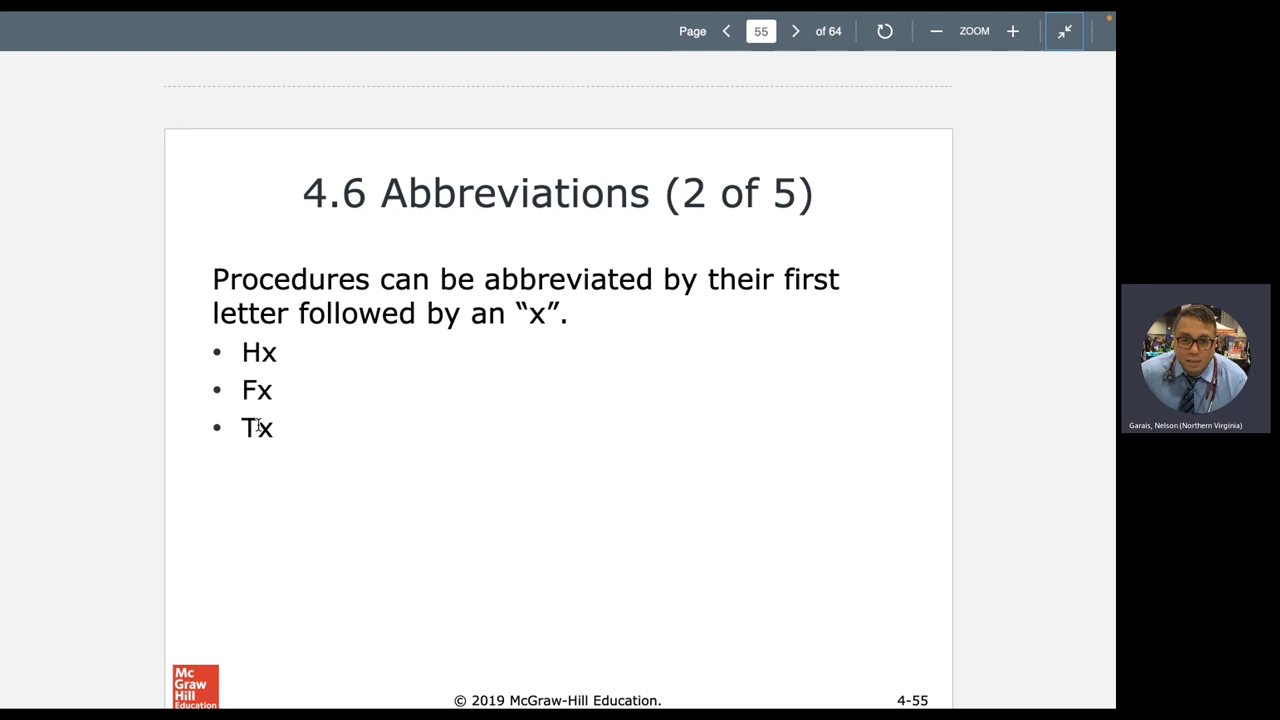 Page 55 of 64 ZOOM
4.6 Abbreviations (2 of 5)
Procedures can be abbreviated by their first
letter followed by an “x”.
• Hx
• Fx
• Tx
Garais, Nelson (Northern Virginia)
Mc
Graw
Hill
Education
© 2019 McGraw-Hill Education.
4-55